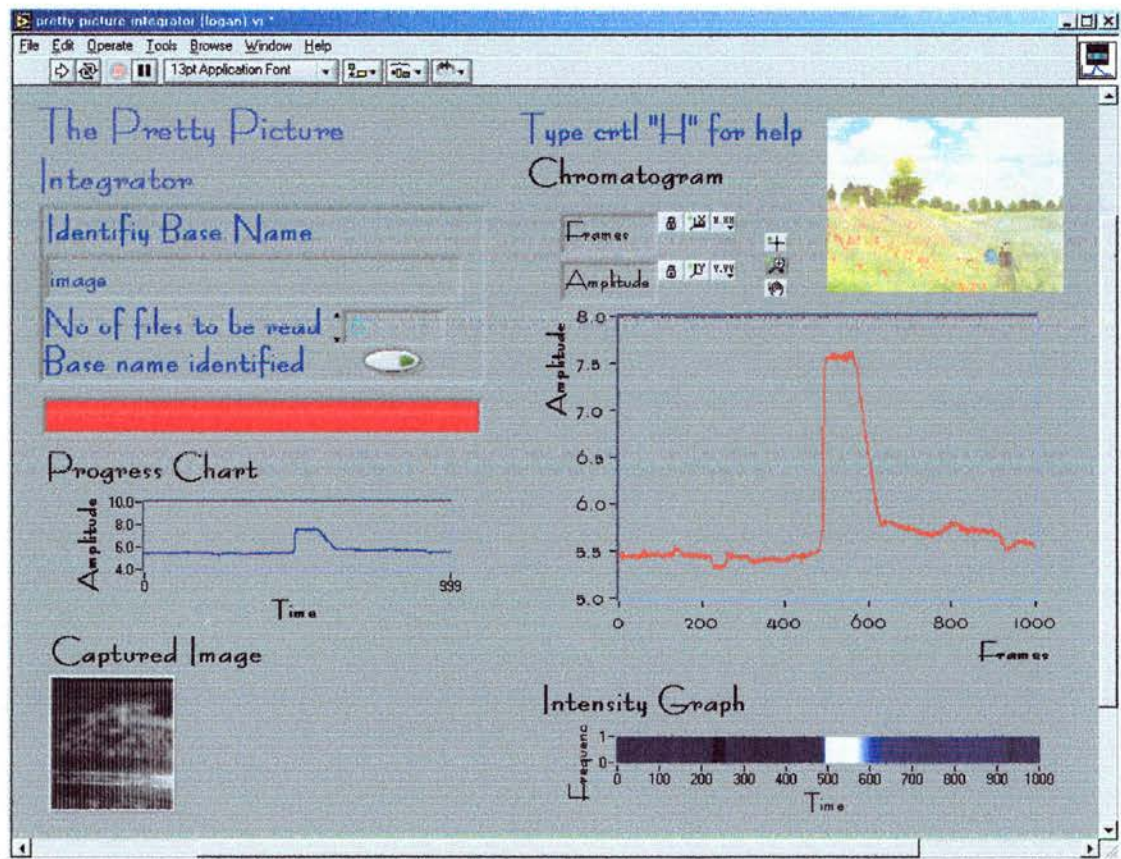 pretty picture integrator (logan) vi *
File Edit Operate Tools Browse Window Help
13pt Application Font
The Pretty Picture
Integrator
Identifiy Base Name
image
No of files to be read
Base name identified
Progress Chart
Amplitude
10.0
8.0
6.0
4.0
0
999
Time
Captured Image
Type crtl "H" for help
Chromatogram
Frames
X.XX
Amplitude
Y.YY
Amplitude
8.0
7.5
7.0
6.5
6.0
5.5
5.0
0 200 400 600 800 1000
Frames
Intensity Graph
Frequenc
1
0
0 100 200 300 400 500 600 700 800 900 1000
Time